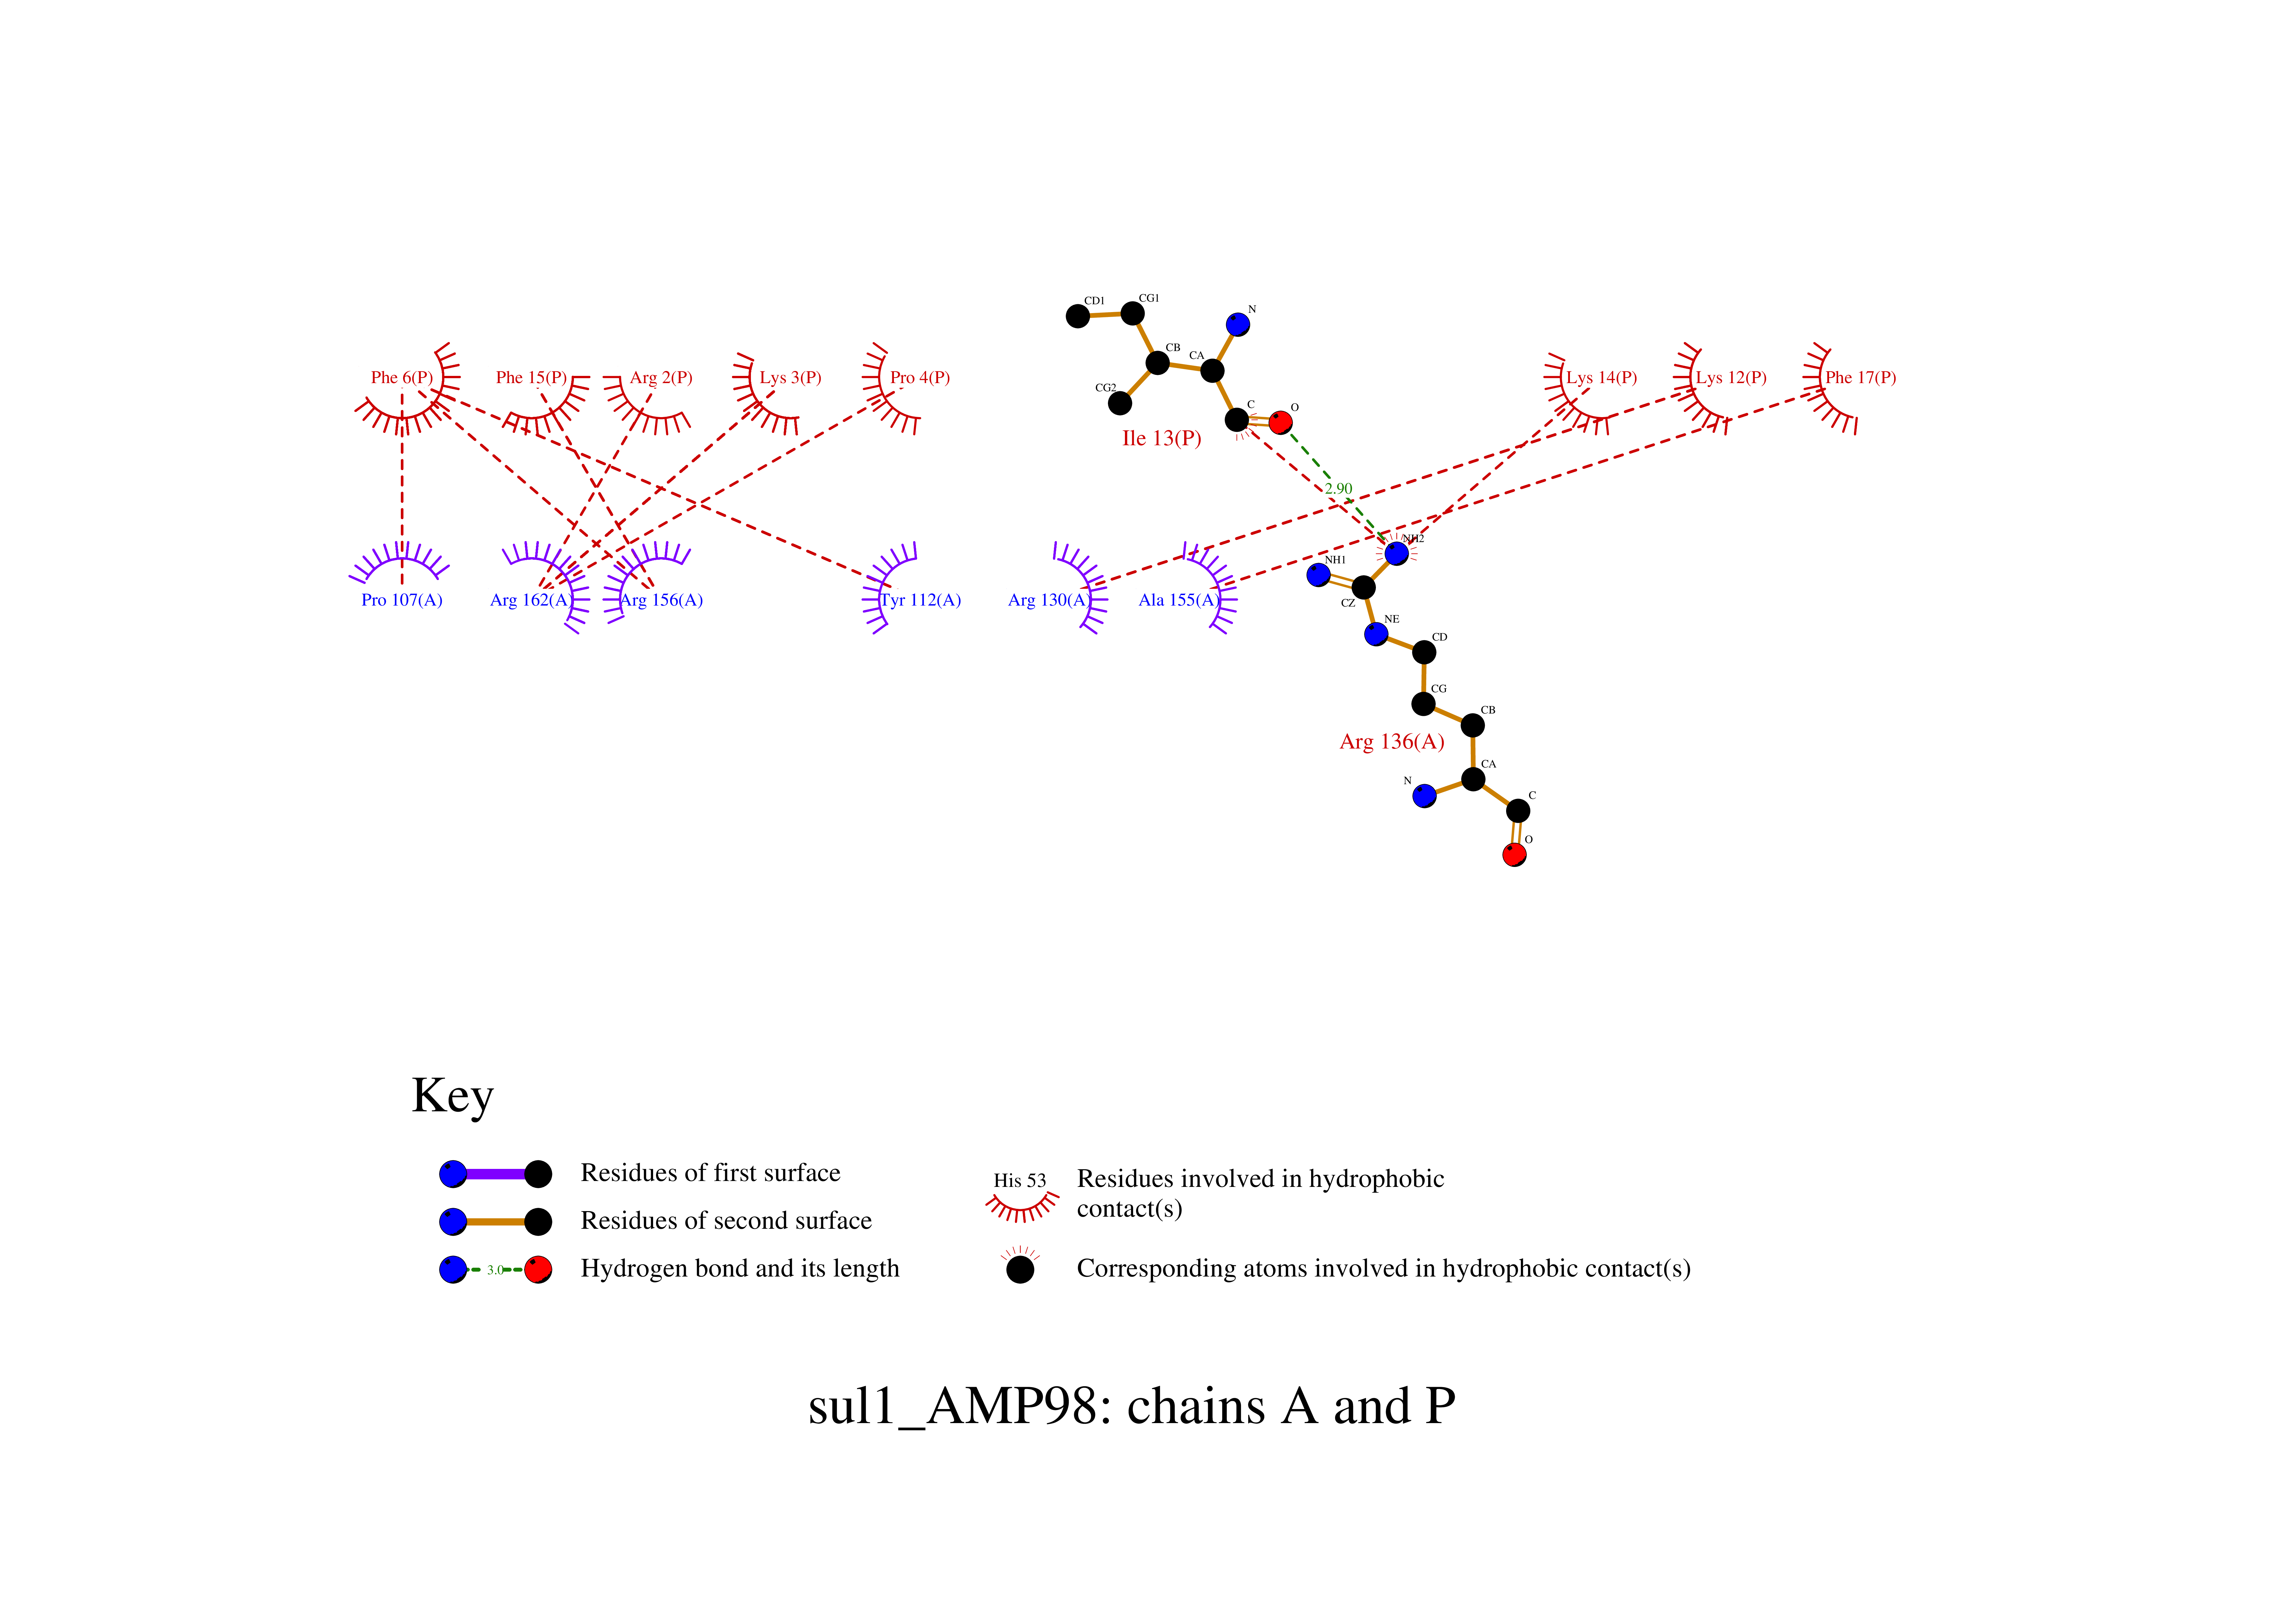 CD1
CG1
N
CB
CA
CG2
C
O
Ile 13(P)
Phe 6(P)
Phe 15(P)
Arg 2(P)
Lys 3(P)
Pro 4(P)
Lys 14(P)
Lys 12(P)
Phe 17(P)
2.90
NH2
NH1
CZ
NE
CD
CG
CB
Arg 136(A)
CA
N
C
O
Pro 107(A)
Arg 162(A)
Arg 156(A)
Tyr 112(A)
Arg 130(A)
Ala 155(A)
Key
Residues of first surface
Residues of second surface
3.0
Hydrogen bond and its length
His 53
Residues involved in hydrophobic
contact(s)
Corresponding atoms involved in hydrophobic contact(s)
sul1_AMP98: chains A and P